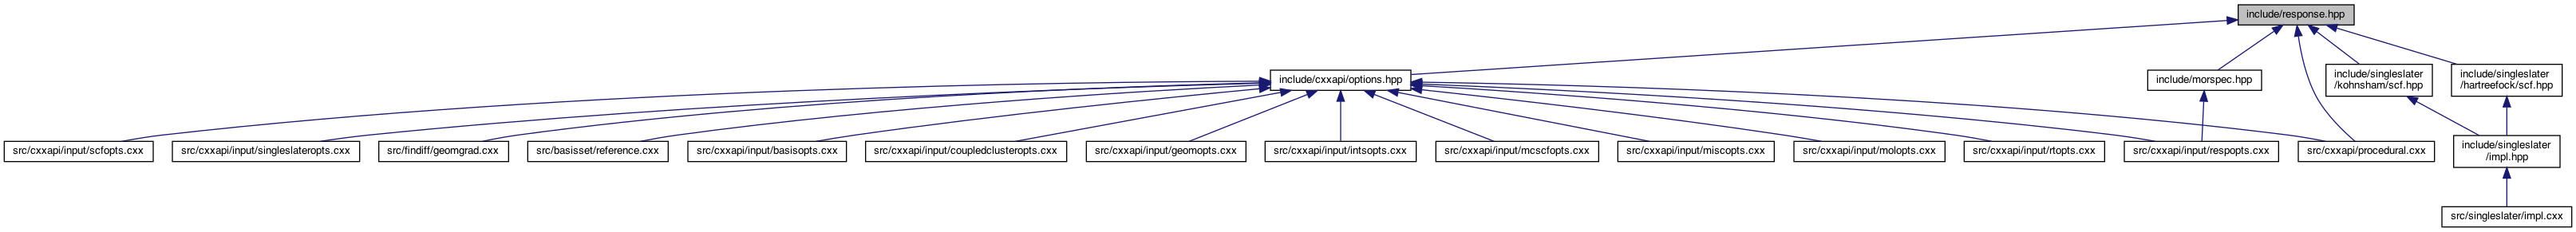 include/response.hpp
include/cxxapi/options.hpp
include/morspec.hpp
include/singleslater
/kohnsham/scf.hpp
include/singleslater
/hartreefock/scf.hpp
src/cxxapi/input/scfopts.cxx
src/cxxapi/input/singleslateropts.cxx
src/findiff/geomgrad.cxx
src/basisset/reference.cxx
src/cxxapi/input/basisopts.cxx
src/cxxapi/input/coupledclusteropts.cxx
src/cxxapi/input/geomopts.cxx
src/cxxapi/input/intsopts.cxx
src/cxxapi/input/mcscfopts.cxx
src/cxxapi/input/miscopts.cxx
src/cxxapi/input/molopts.cxx
src/cxxapi/input/rtopts.cxx
src/cxxapi/input/respopts.cxx
src/cxxapi/procedural.cxx
include/singleslater
/impl.hpp
src/singleslater/impl.cxx